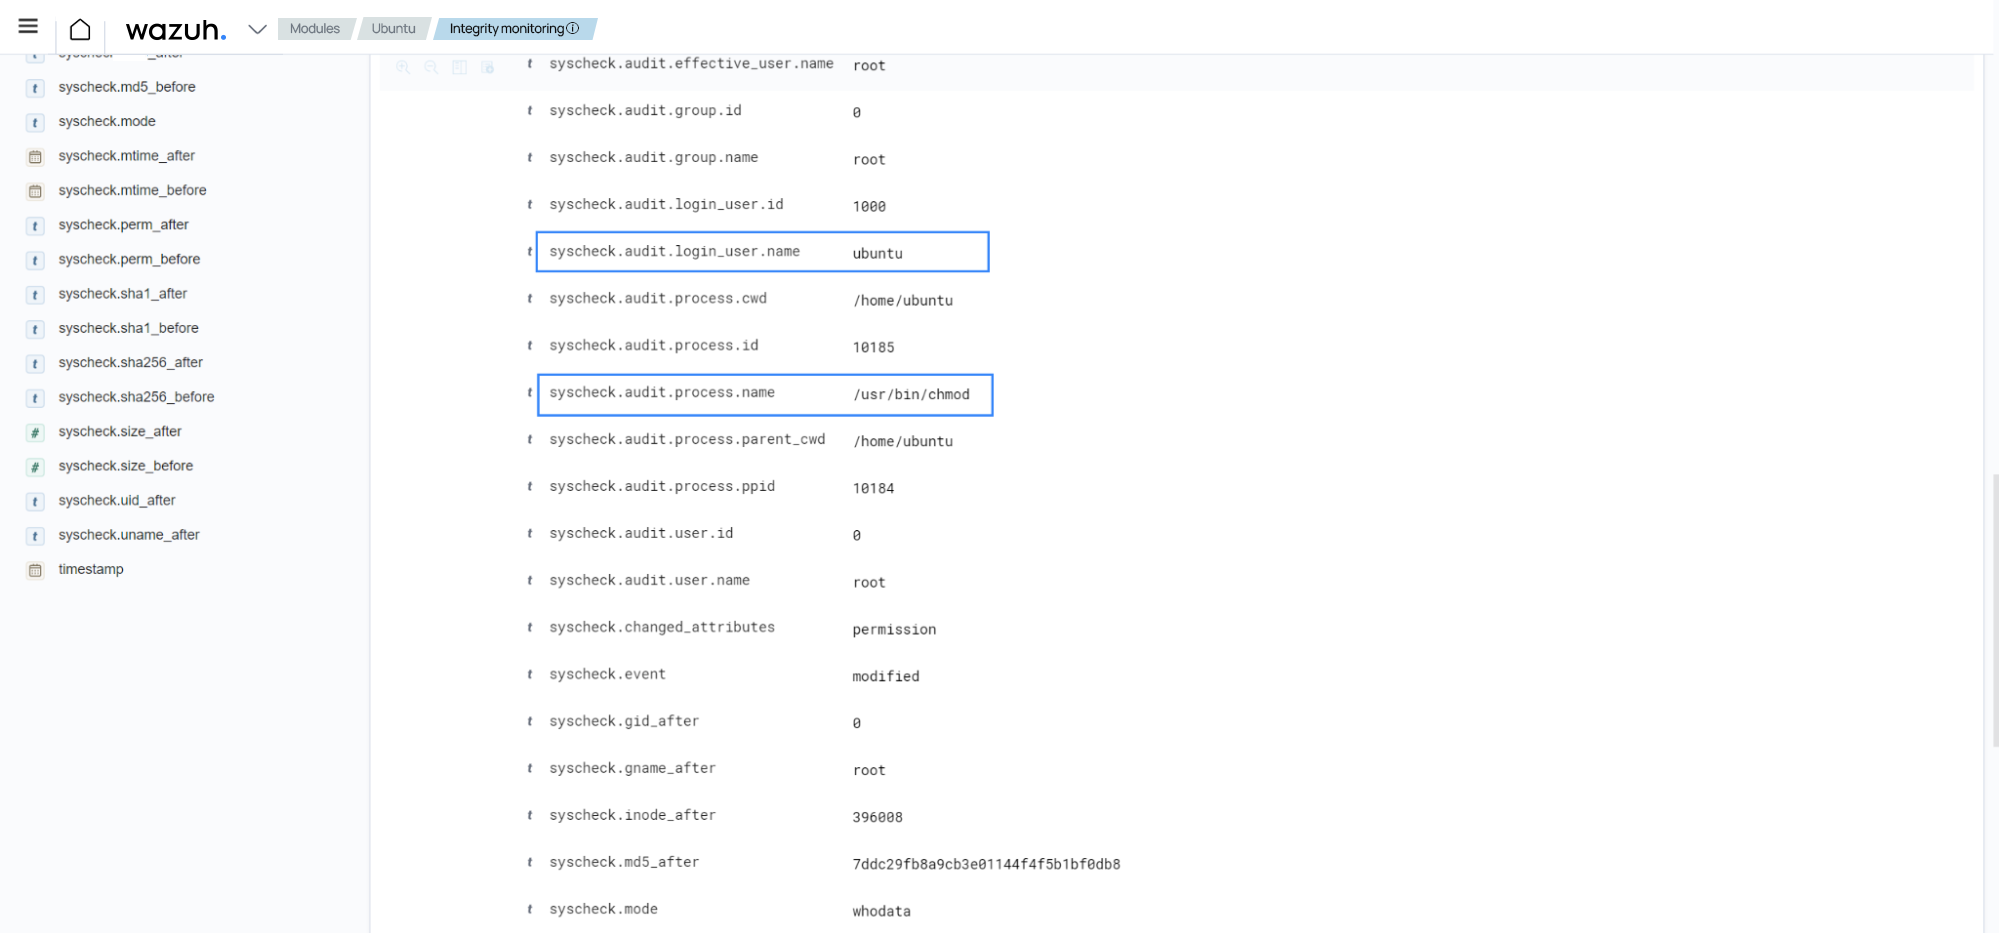 wazuh.
Modules
Ubuntu
Integrity monitoring
syscheck.md5_before
syscheck.mode
syscheck.mtime_after
syscheck.mtime_before
syscheck.perm_after
syscheck.perm_before
syscheck.sha1_after
syscheck.sha1_before
syscheck.sha256_after
syscheck.sha256_before
syscheck.size_after
syscheck.size_before
syscheck.uid_after
syscheck.uname_after
timestamp
t syscheck.audit.effective_user.name root
t syscheck.audit.group.id 0
t syscheck.audit.group.name root
t syscheck.audit.login_user.id 1000
t syscheck.audit.login_user.name ubuntu
t syscheck.audit.process.cwd /home/ubuntu
t syscheck.audit.process.id 10185
t syscheck.audit.process.name /usr/bin/chmod
t syscheck.audit.process.parent_cwd /home/ubuntu
t syscheck.audit.process.ppid 10184
t syscheck.audit.user.id 0
t syscheck.audit.user.name root
t syscheck.changed_attributes permission
t syscheck.event modified
t syscheck.gid_after 0
t syscheck.gname_after root
t syscheck.inode_after 396008
t syscheck.md5_after 7ddc29fb8a9cb3e01144f4f5b1bf0db8
t syscheck.mode whodata